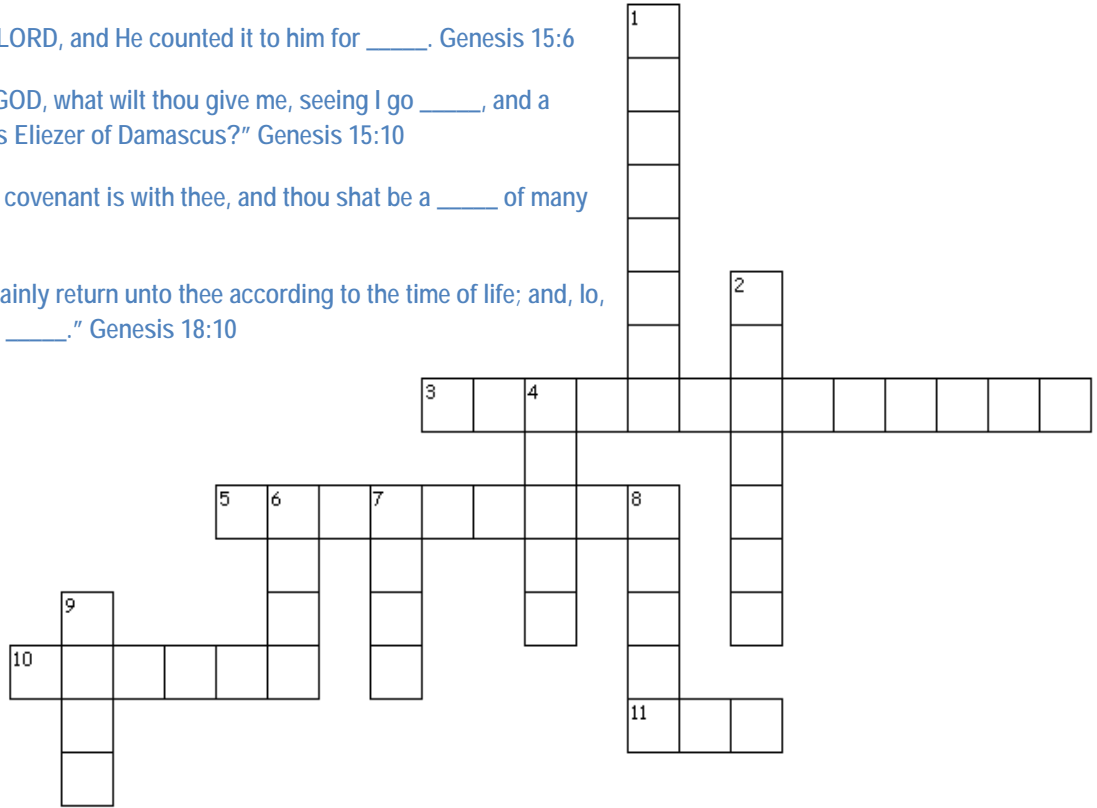 LORD, and He counted it to him for _____. Genesis 15:6
GOD, what wilt thou give me, seeing I go _____, and a
s Eliezer of Damascus?” Genesis 15:10
covenant is with thee, and thou shat be a _____ of many
ainly return unto thee according to the time of life; and, lo,
_____.” Genesis 18:10
1
2
3 4
5 6 7 8
9
10
11